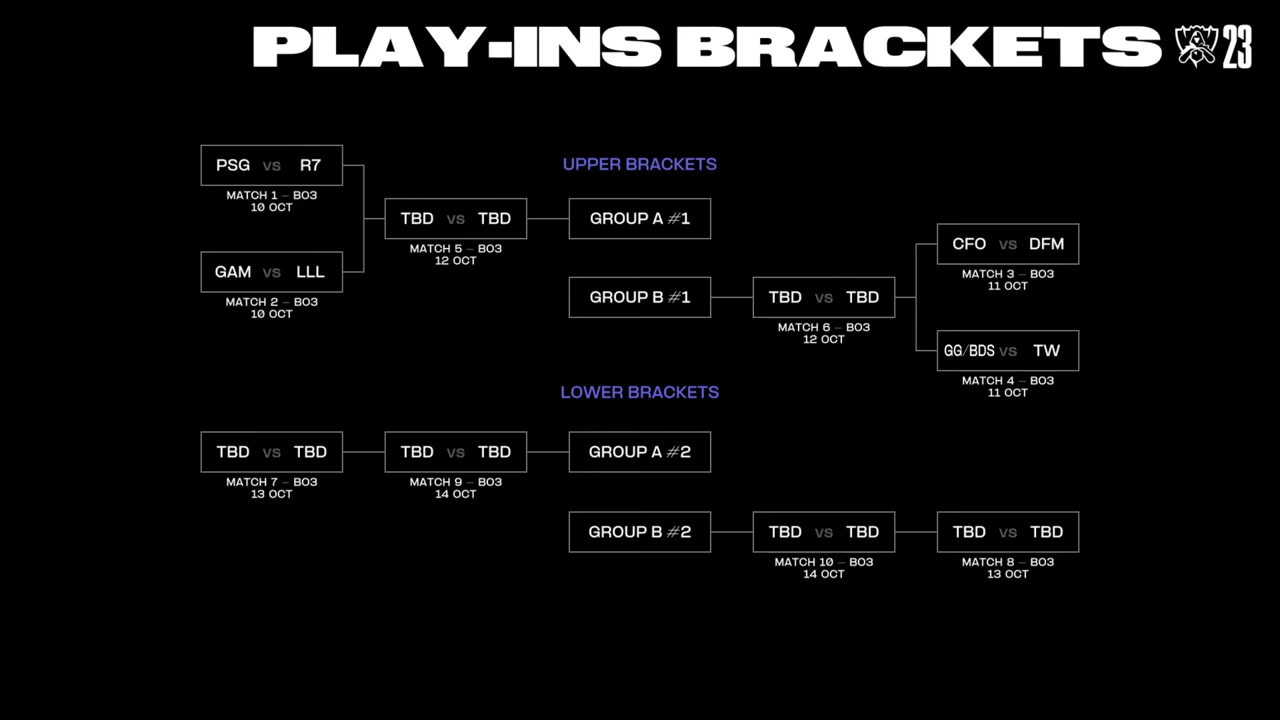 PLAY-INS BRACKETS 23
PSG VS R7
MATCH 1 – BO3
10 OCT
GAM VS LLL
MATCH 2 – BO3
10 OCT
TBD VS TBD
MATCH 5 – BO3
12 OCT
UPPER BRACKETS
GROUP A #1
GROUP B #1
TBD VS TBD
MATCH 6 – BO3
12 OCT
CFO VS DFM
MATCH 3 – BO3
11 OCT
GG/BDS VS TW
MATCH 4 – BO3
11 OCT
LOWER BRACKETS
TBD VS TBD
MATCH 7 – BO3
13 OCT
TBD VS TBD
MATCH 9 – BO3
14 OCT
GROUP A #2
GROUP B #2
TBD VS TBD
MATCH 10 – BO3
14 OCT
TBD VS TBD
MATCH 8 – BO3
13 OCT